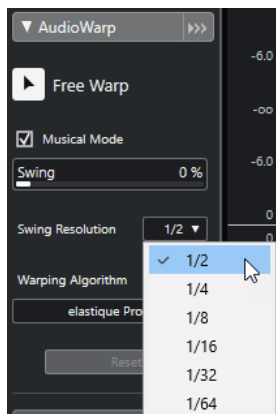 ▼ AudioWarp
-6.0
Free Warp
-oo
Musical Mode
-6.0
Swing 0 %
0
Swing Resolution 1/2 ▼
0
✓ 1/2
1/4
Warping Algorithm
1/8
elastique Pro
1/16
Reset
1/32
1/64